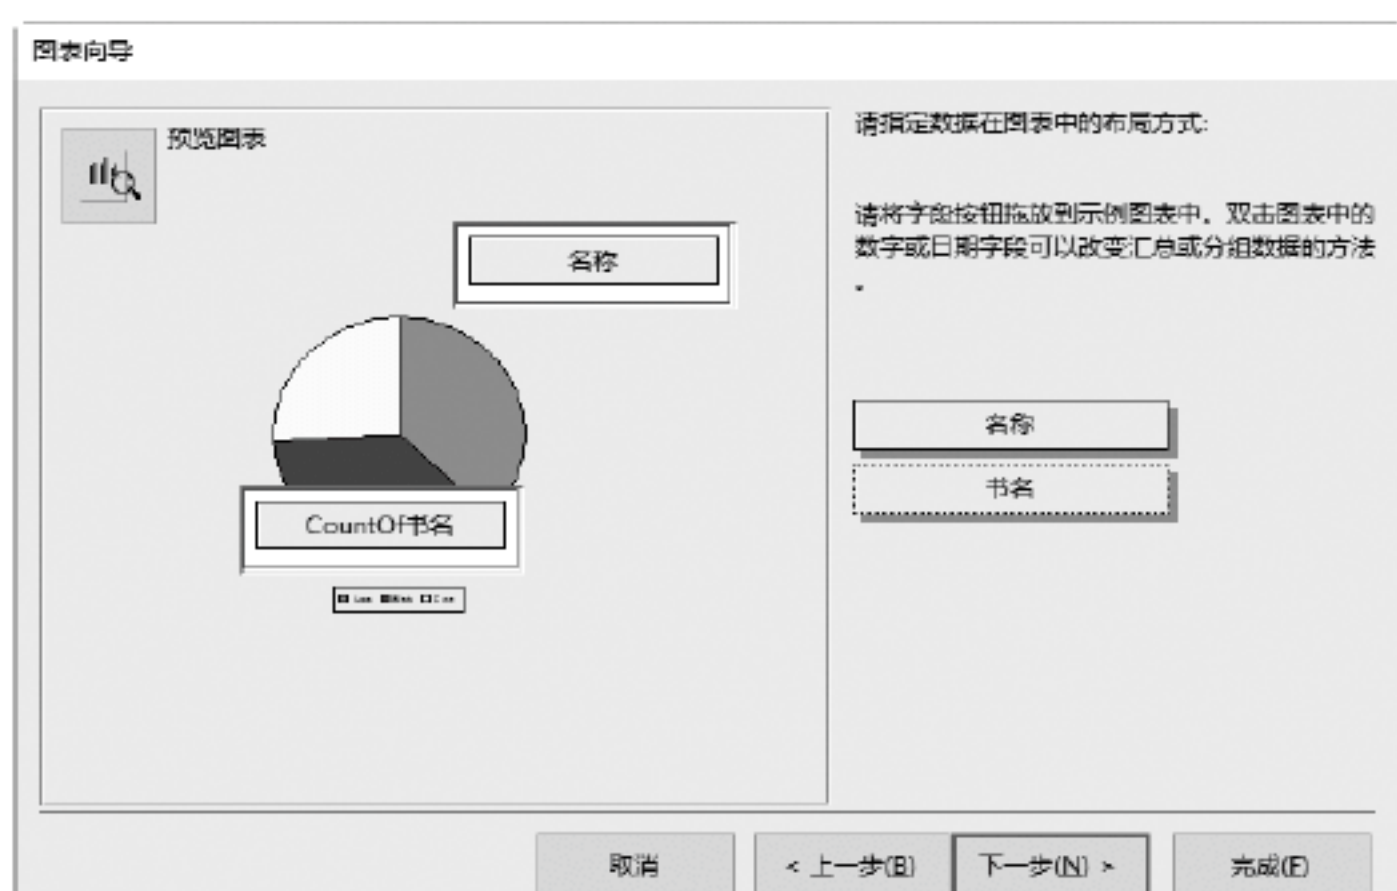 图表向导
预览图表
名称
CountOf书名
请指定数据在图表中的布局方式:
请将字段按钮拖放到示例图表中。双击图表中的
数字或日期字段可以改变汇总或分组数据的方法
。
名称
书名
取消
< 上一步(B)
下一步(N) >
完成(F)